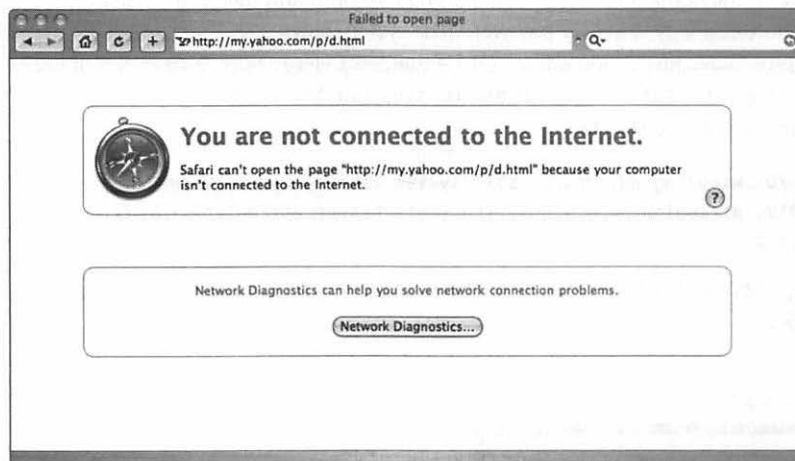 Failed to open page
http://my.yahoo.com/p/d.html
You are not connected to the Internet.
Safari can't open the page "http://my.yahoo.com/p/d.html" because your computer
isn't connected to the Internet.
?
Network Diagnostics can help you solve network connection problems.
Network Diagnostics...